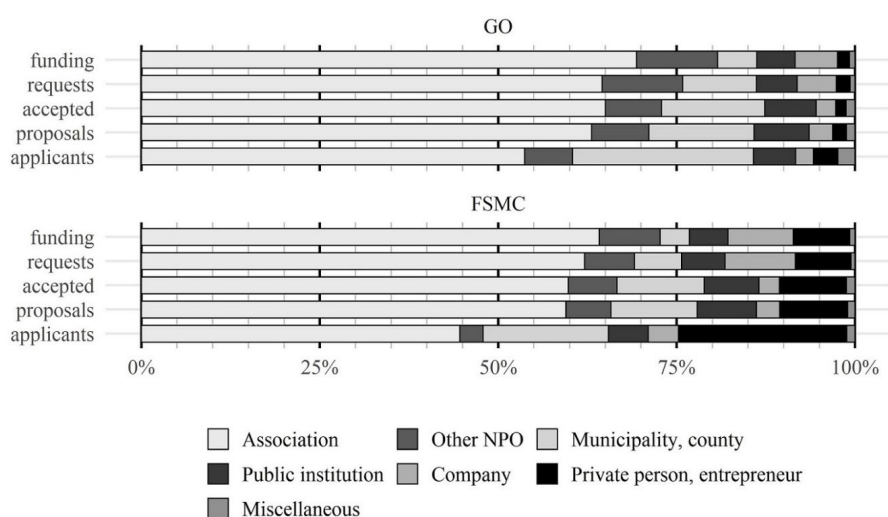 GO
funding
requests
accepted
proposals
applicants
FSMC
funding
requests
accepted
proposals
applicants
0% 25% 50% 75% 100%
Association Other NPO Municipality, county
Public institution Company Private person, entrepreneur
Miscellaneous